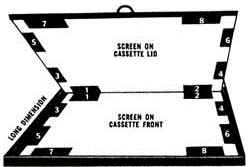 7 8
5 6
SCREEN ON
CASSETTE LID
3 4
1 2
1 2
LONG DIMENSION
3 4
SCREEN ON
CASSETTE FRONT
5 6
7 8